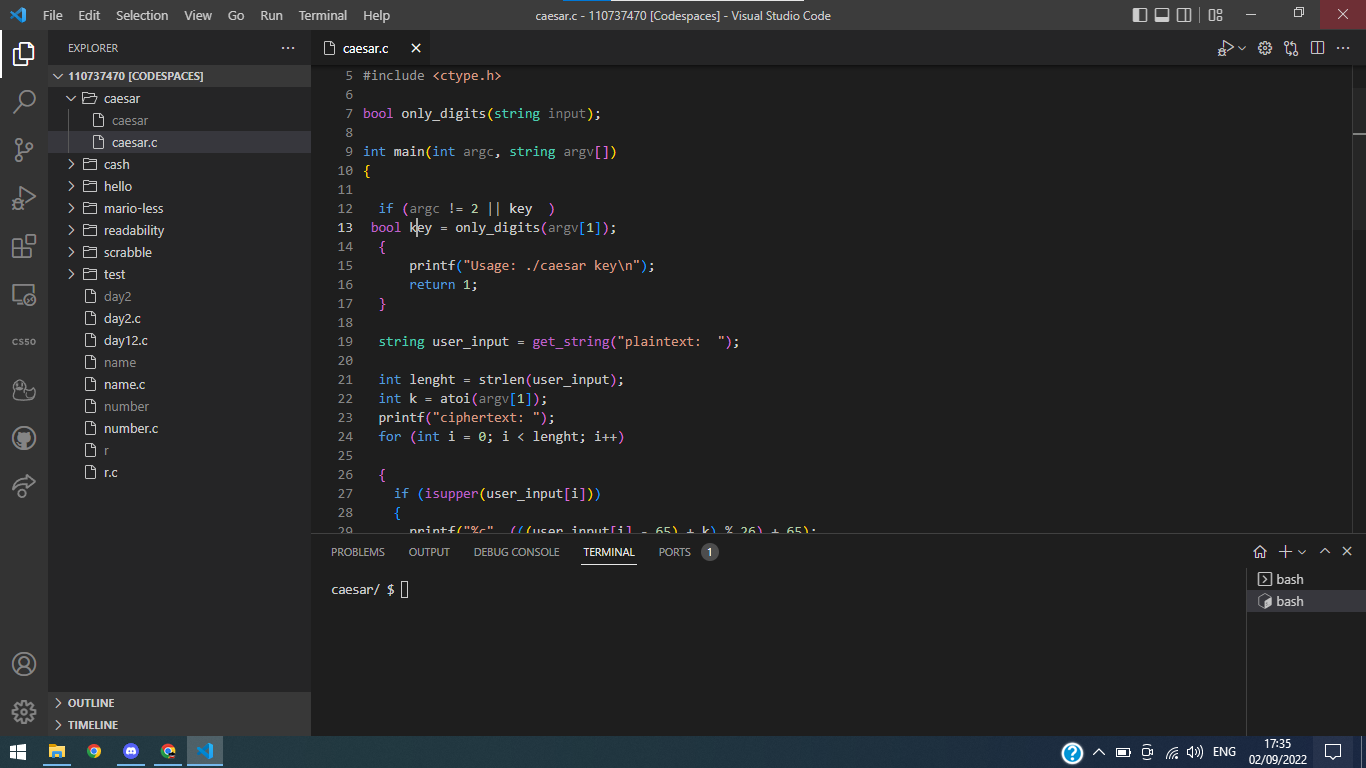 File Edit Selection View Go Run Terminal Help caesar.c - 110737470 [Codespaces] - Visual Studio Code
EXPLORER
110737470 [CODESPACES]
caesar
caesar
caesar.c
cash
hello
mario-less
readability
scrabble
test
day2
day2.c
day12.c
name
name.c
number
number.c
r
r.c
OUTLINE
TIMELINE
CS50
caesar.c
5 #include <ctype.h>
6
7 bool only_digits(string input);
8
9 int main(int argc, string argv[])
10 {
11
12 if (argc != 2 || key  )
13 bool key = only_digits(argv[1]);
14 {
15 printf("Usage: ./caesar key\n");
16 return 1;
17 }
18
19 string user_input = get_string("plaintext:  ");
20
21 int lenght = strlen(user_input);
22 int k = atoi(argv[1]);
23 printf("ciphertext: ");
24 for (int i = 0; i < lenght; i++)
25
26 {
27 if (isupper(user_input[i]))
28 {
29 printf("%c", (((user_input[i] - 65) + k) % 26) + 65);
PROBLEMS OUTPUT DEBUG CONSOLE TERMINAL PORTS 1
caesar/ $
bash
bash
ENG
17:35
02/09/2022